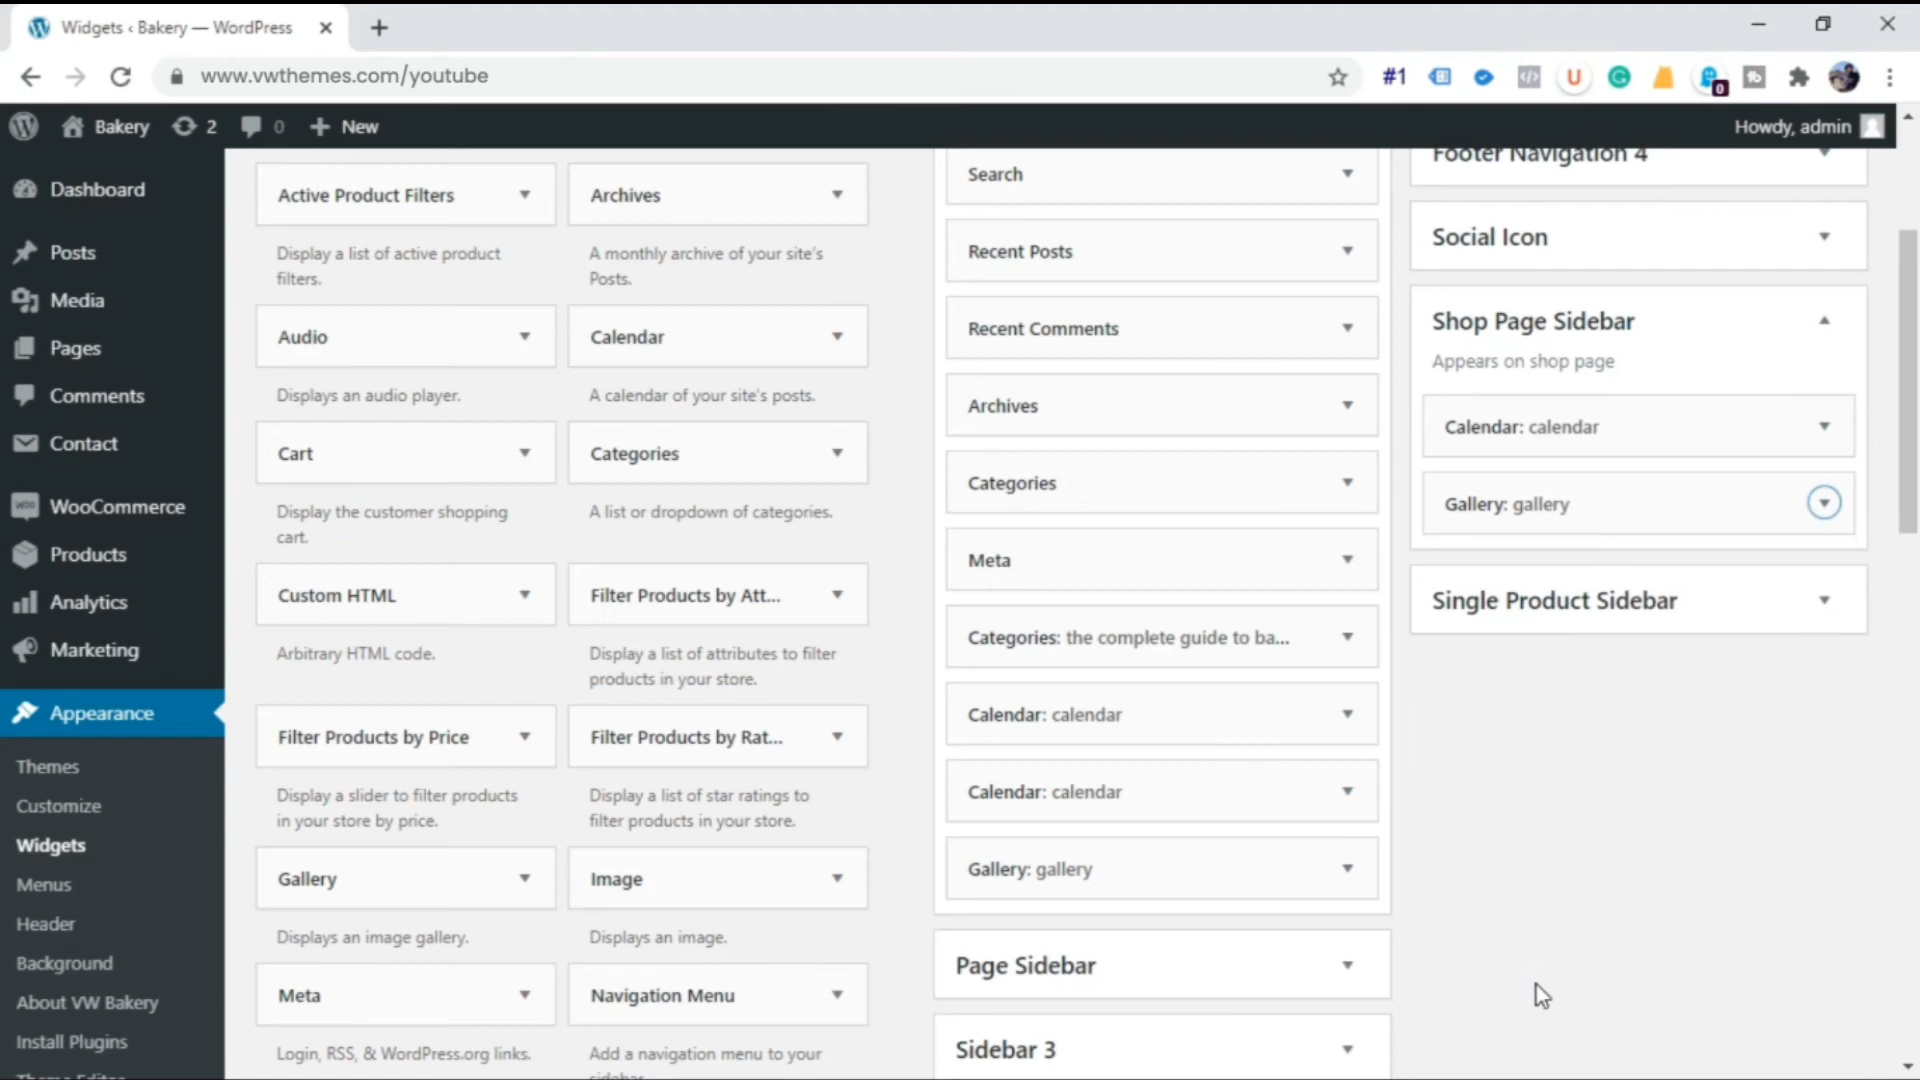 Widgets ‹ Bakery — WordPress
www.vwthemes.com/youtube
#1
0
Bakery
2
0
New
Howdy, admin
Dashboard
Posts
Media
Pages
Comments
Contact
WooCommerce
Products
Analytics
Marketing
Appearance
Themes
Customize
Widgets
Menus
Header
Background
About VW Bakery
Install Plugins
Theme Editor
Active Product Filters
Display a list of active product
filters.
Archives
A monthly archive of your site's
Posts.
Audio
Displays an audio player.
Calendar
A calendar of your site's posts.
Cart
Display the customer shopping
cart.
Categories
A list or dropdown of categories.
Custom HTML
Arbitrary HTML code.
Filter Products by Att...
Display a list of attributes to filter
products in your store.
Filter Products by Price
Display a slider to filter products
in your store by price.
Filter Products by Rat...
Display a list of star ratings to
filter products in your store.
Gallery
Displays an image gallery.
Image
Displays an image.
Meta
Login, RSS, & WordPress.org links.
Navigation Menu
Add a navigation menu to your
sidebar.
Search
Recent Posts
Recent Comments
Archives
Categories
Meta
Categories: the complete guide to ba...
Calendar: calendar
Calendar: calendar
Gallery: gallery
Page Sidebar
Sidebar 3
Footer Navigation 4
Social Icon
Shop Page Sidebar
Appears on shop page
Calendar: calendar
Gallery: gallery
Single Product Sidebar